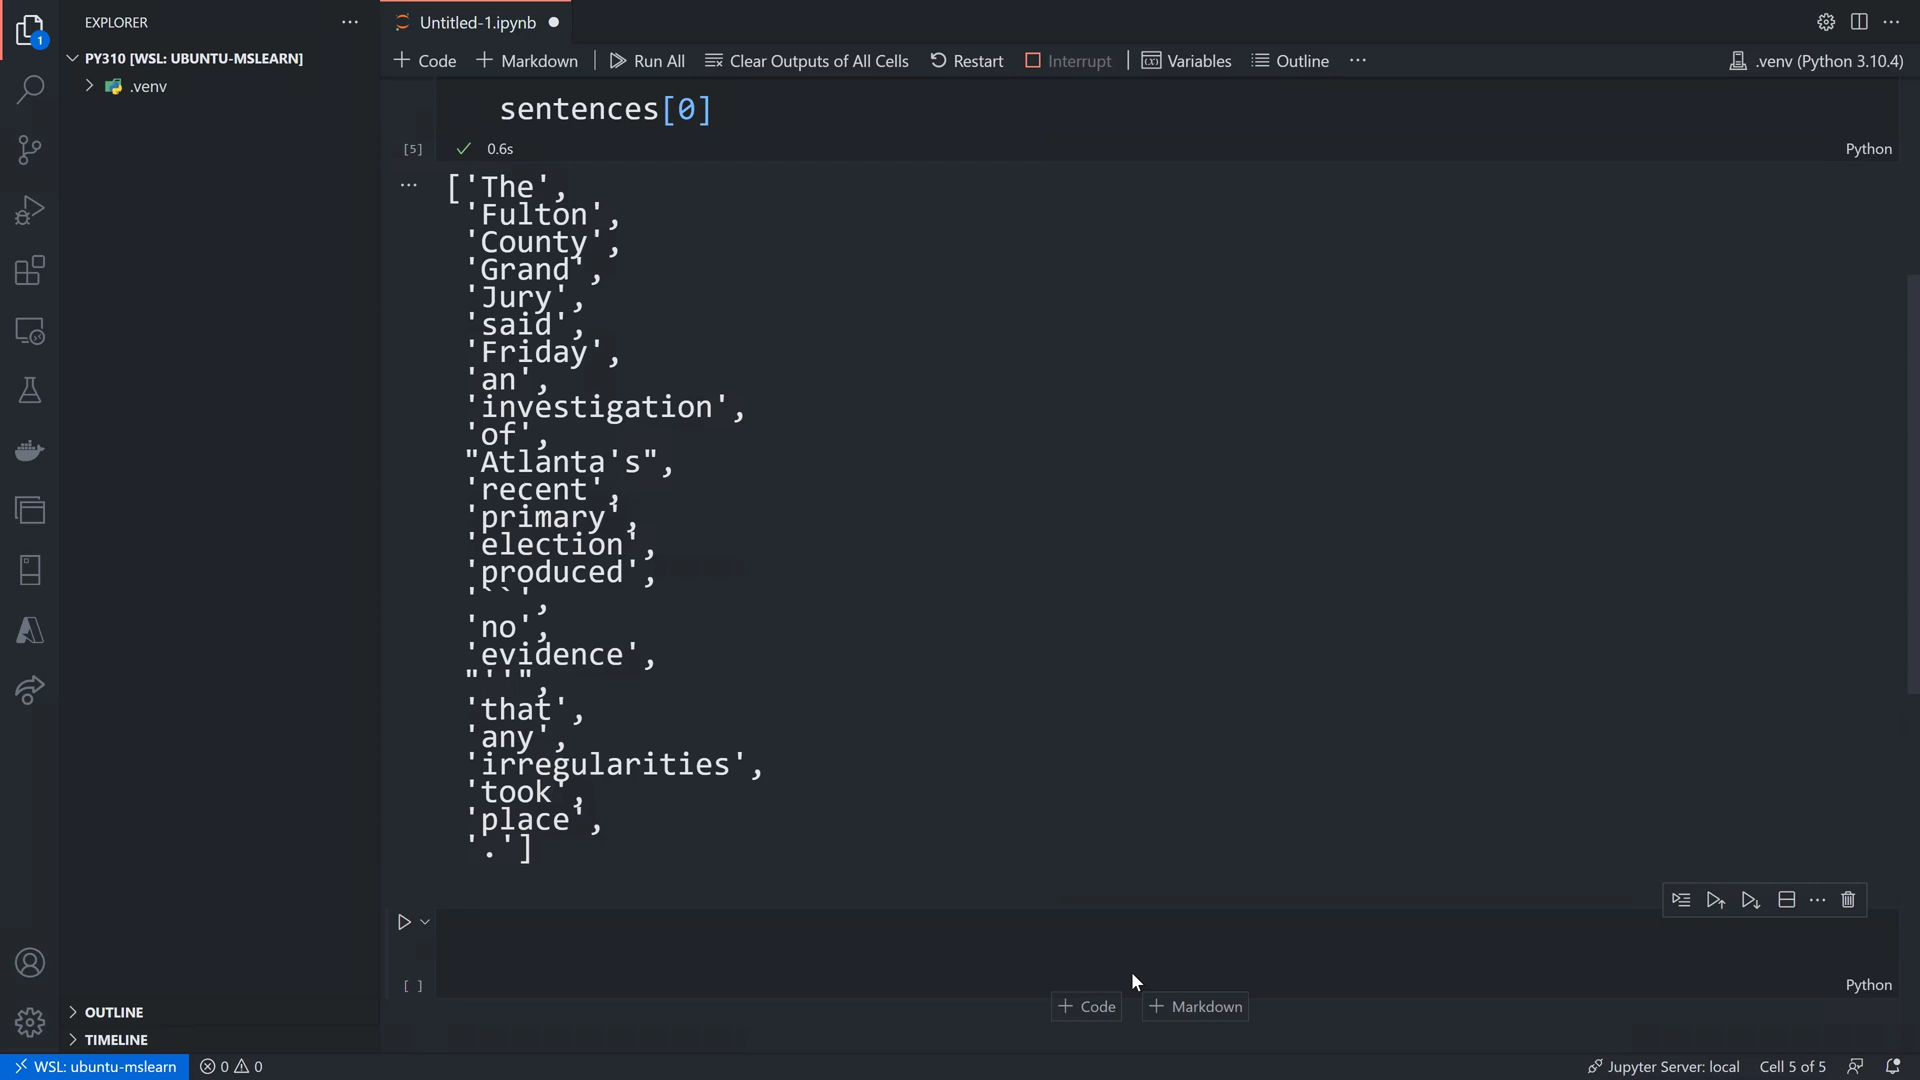 EXPLORER
Untitled-1.ipynb
PY310 [WSL: UBUNTU-MSLEARN]
.venv
1
Code
Markdown
Run All
Clear Outputs of All Cells
Restart
Interrupt
Variables
Outline
.venv (Python 3.10.4)
sentences[0]
[5]
0.6s
Python
['The',
'Fulton',
'County',
'Grand',
'Jury',
'said',
'Friday',
'an',
'investigation',
'of',
"Atlanta's",
'recent',
'primary',
'election',
'produced',
'``',
'no',
'evidence',
"''",
'that',
'any',
'irregularities',
'took',
'place',
'.']
[ ]
Python
Code
Markdown
OUTLINE
TIMELINE
WSL: ubuntu-mslearn
0
0
Jupyter Server: local
Cell 5 of 5